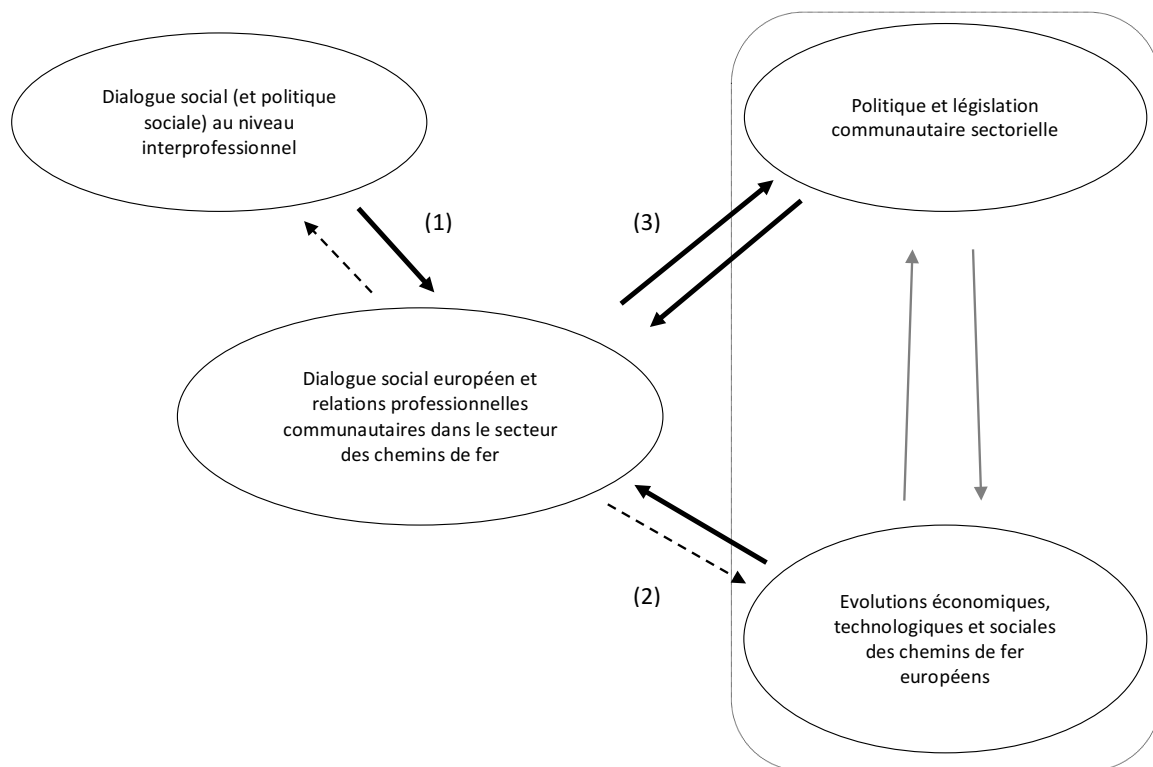 Dialogue social (et politique
sociale) au niveau
interprofessionnel
Politique et législation
communautaire sectorielle
(1)
(3)
Dialogue social européen et
relations professionnelles
communautaires dans le secteur
des chemins de fer
(2)
Evolutions économiques,
technologiques et sociales
des chemins de fer
européens